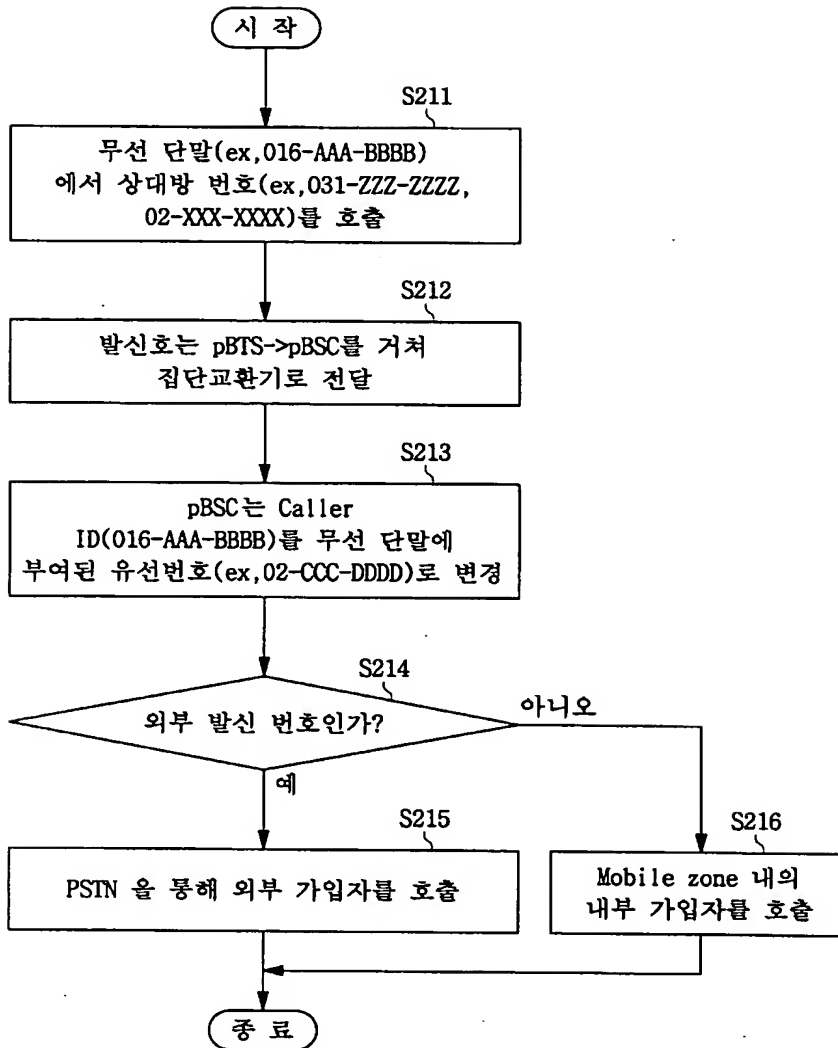 시 작
S211
무선 단말(ex,016-AAA-BBBB)
에서 상대방 번호(ex,031-ZZZ-ZZZZ,
02-XXX-XXXX)를 호출
S212
발신호는 pBTS->pBSC를 거쳐
집단교환기로 전달
S213
pBSC는 Caller
ID(016-AAA-BBBB)를 무선 단말에
부여된 유선번호(ex,02-CCC-DDDD)로 변경
S214
외부 발신 번호인가?
아니오
예
S215
PSTN 을 통해 외부 가입자를 호출
S216
Mobile zone 내의
내부 가입자를 호출
종 료